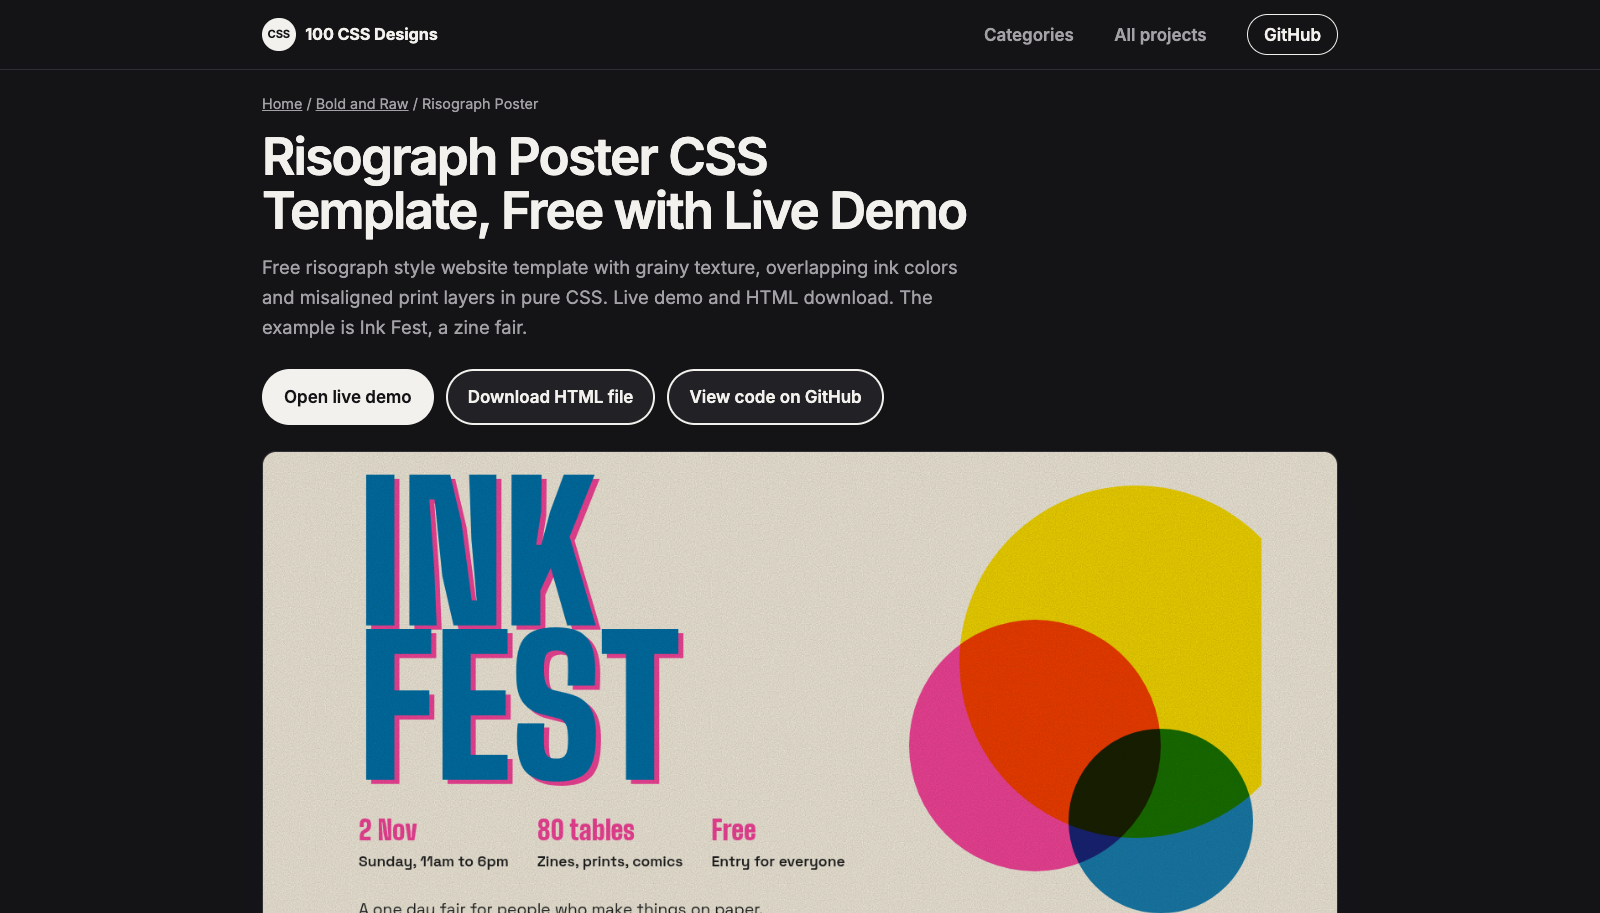 CSS 100 CSS Designs
Categories
All projects
GitHub
Home / Bold and Raw / Risograph Poster
Risograph Poster CSS
Template, Free with Live Demo
Free risograph style website template with grainy texture, overlapping ink colors
and misaligned print layers in pure CSS. Live demo and HTML download. The
example is Ink Fest, a zine fair.
Open live demo
Download HTML file
View code on GitHub
INK
FEST
2 Nov
Sunday, 11am to 6pm
80 tables
Zines, prints, comics
Free
Entry for everyone
A one day fair for people who make things on paper.